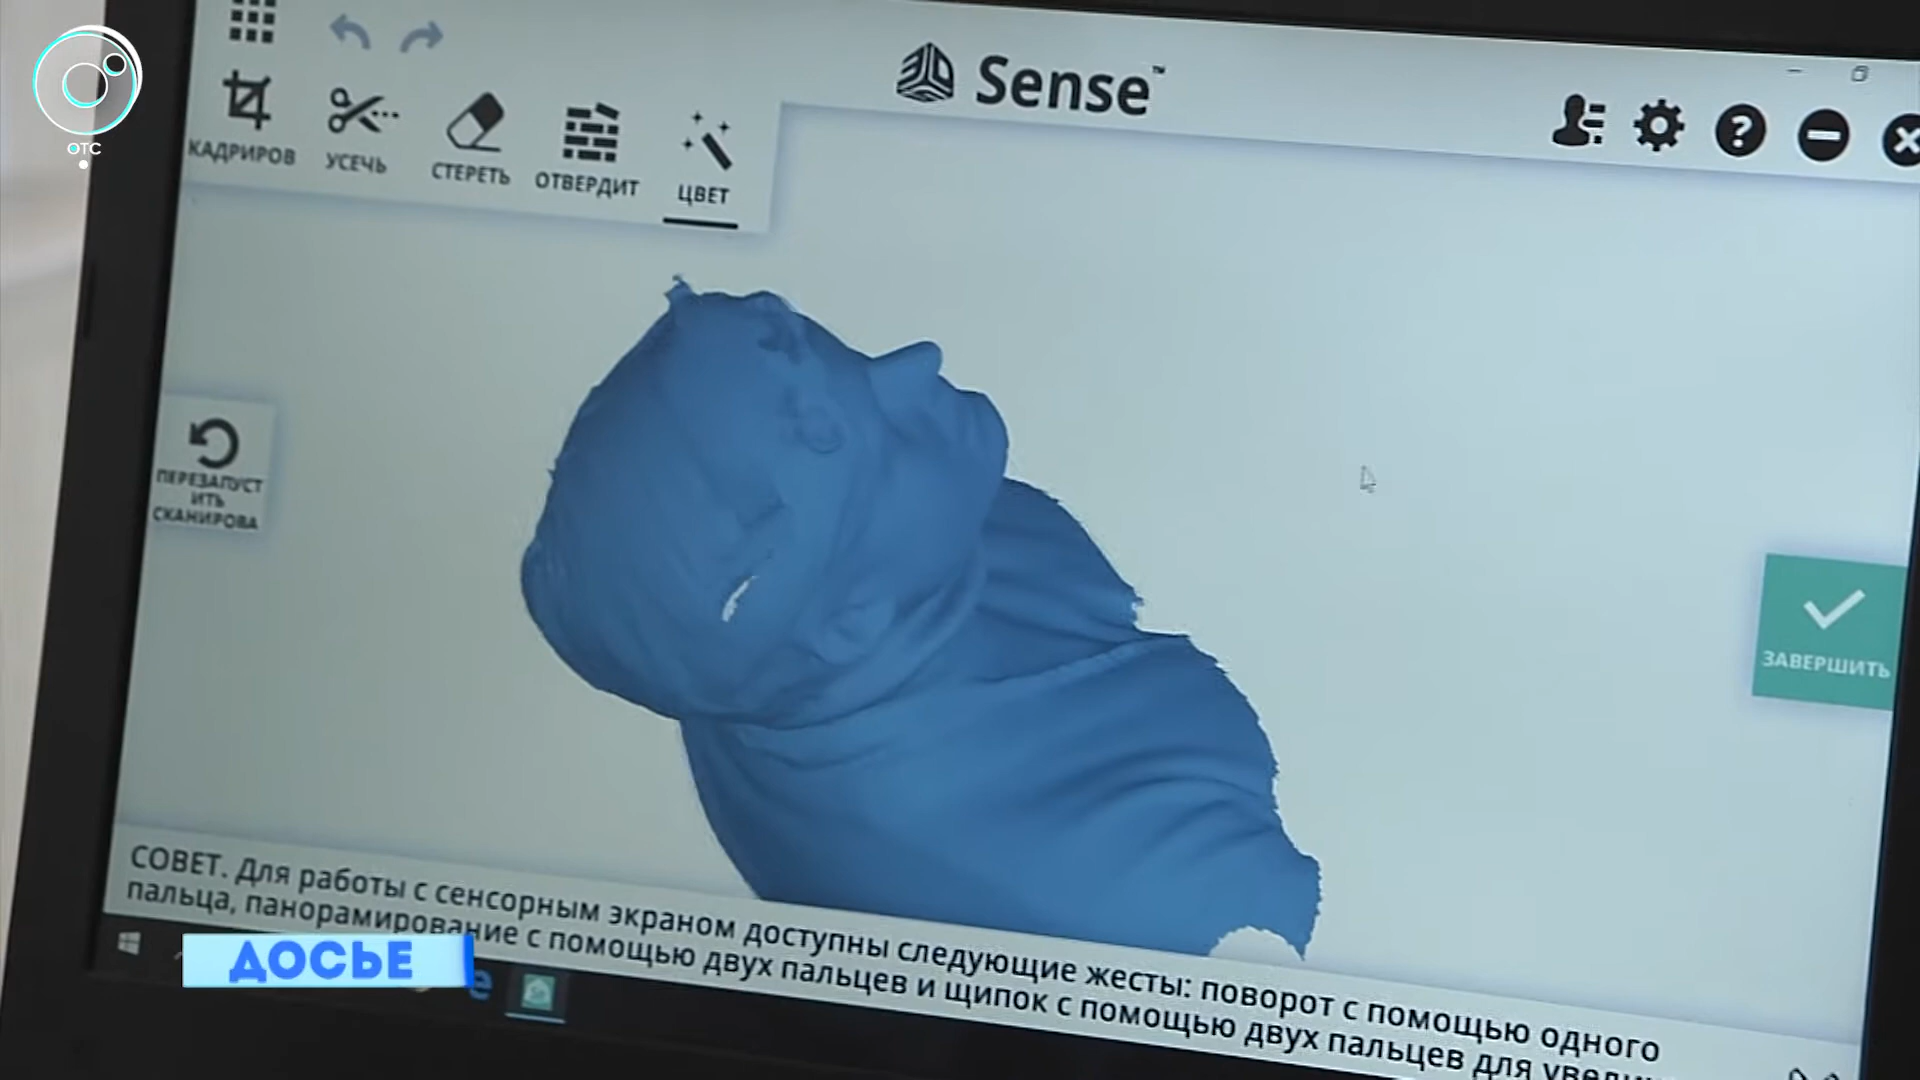 ОТС
Sense™
КАДРИРОВ
УСЕЧЬ
СТЕРЕТЬ
ОТВЕРДИТ
ЦВЕТ
ПЕРЕЗАПУСТ
ИТЬ
СКАНИРОВА
ЗАВЕРШИТЬ
СОВЕТ. Для работы с сенсорным экраном доступны следующие жесты: поворот с помощью одного
пальца, панорамирование с помощью двух пальцев и щипок с помощью двух пальцев для
ДОСЬЕ